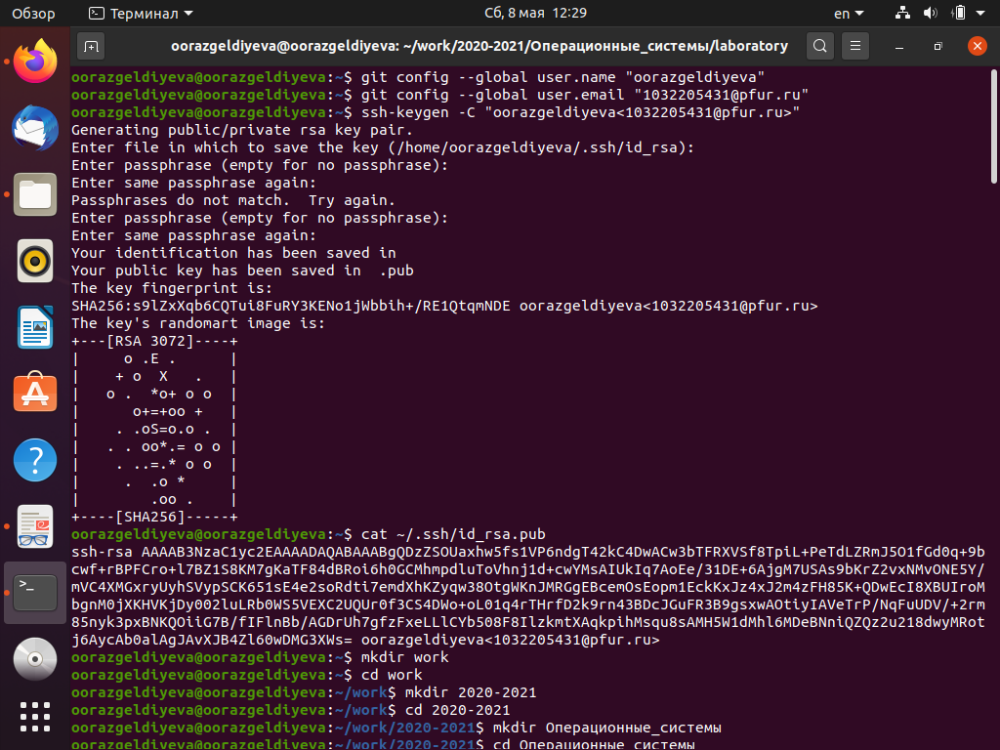 Обзор Терминал Сб, 8 мая 12:29 en
oorazgeldiyeva@oorazgeldiyeva: ~/work/2020-2021/Операционные_системы/laboratory
oorazgeldiyeva@oorazgeldiyeva:~$ git config --global user.name "oorazgeldiyeva"
oorazgeldiyeva@oorazgeldiyeva:~$ git config --global user.email "1032205431@pfur.ru"
oorazgeldiyeva@oorazgeldiyeva:~$ ssh-keygen -C "oorazgeldiyeva<1032205431@pfur.ru>"
Generating public/private rsa key pair.
Enter file in which to save the key (/home/oorazgeldiyeva/.ssh/id_rsa):
Enter passphrase (empty for no passphrase):
Enter same passphrase again:
Passphrases do not match.  Try again.
Enter passphrase (empty for no passphrase):
Enter same passphrase again:
Your identification has been saved in
Your public key has been saved in  .pub
The key fingerprint is:
SHA256:s9lZxXqb6CQTui8FuRY3KENo1jWbbih+/RE1QtqmNDE oorazgeldiyeva<1032205431@pfur.ru>
The key's randomart image is:
+---[RSA 3072]----+
|     o .E .      |
|    + o  X   .   |
|   o .  *o+ o o  |
|      o+=+oo +   |
|    . .oS=o.o .  |
|   . . oo*.= o o |
|    . ..=.* o o  |
|     .  .o *     |
|        .oo .    |
+----[SHA256]-----+
oorazgeldiyeva@oorazgeldiyeva:~$ cat ~/.ssh/id_rsa.pub
ssh-rsa AAAAB3NzaC1yc2EAAAADAQABAAABgQDzZSOUaxhw5fs1VP6ndgT42kC4DwACw3bTFRXVSf8TpiL+PeTdLZRmJ5O1fGd0q+9b
cwf+rBPFCro+l7BZ1S8KM7gKaTF84dBRoi6h0GCMhmpdluToVhnj1d+cwYMsAIUkIq7AoEe/31DE+6AjgM7USAs9bKrZ2vxNMvONE5Y/
mVC4XMGxryUyhSVypSCK651sE4e2soRdti7emdXhKZyqw38OtgWKnJMRGgEBcemOsEopm1EckKxJz4xJ2m4zFH85K+QDwEcI8XBUIroM
bgnM0jXKHVKjDy002luLRb0WS5VEXC2UQUr0f3CS4DWo+oL01q4rTHrfD2k9rn43BDcJGuFR3B9gsxwAOtiyIAVeTrP/NqFuUDV/+2rm
85nyk3pxBNKQOiiG7B/fIFlnBb/AGDrUh7gfzFxeLLlCYb508F8IlzkmtXAqkpihMsqu8sAMH5W1dMhl6MDeBNniQZQz2u218dwyMRot
j6AycAb0alAgJAvXJB4Zl60wDMG3XWs= oorazgeldiyeva<1032205431@pfur.ru>
oorazgeldiyeva@oorazgeldiyeva:~$ mkdir work
oorazgeldiyeva@oorazgeldiyeva:~$ cd work
oorazgeldiyeva@oorazgeldiyeva:~/work$ mkdir 2020-2021
oorazgeldiyeva@oorazgeldiyeva:~/work$ cd 2020-2021
oorazgeldiyeva@oorazgeldiyeva:~/work/2020-2021$ mkdir Операционные_системы
oorazgeldiyeva@oorazgeldiyeva:~/work/2020-2021$ cd Операционные_системы